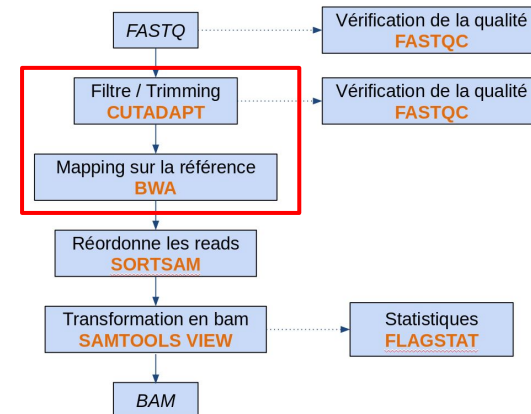 FASTQ
Vérification de la qualité
FASTQC
Filtre / Trimming
CUTADAPT
Vérification de la qualité
FASTQC
Mapping sur la référence
BWA
Réordonne les reads
SORTSAM
Transformation en bam
SAMTOOLS VIEW
Statistiques
FLAGSTAT
BAM